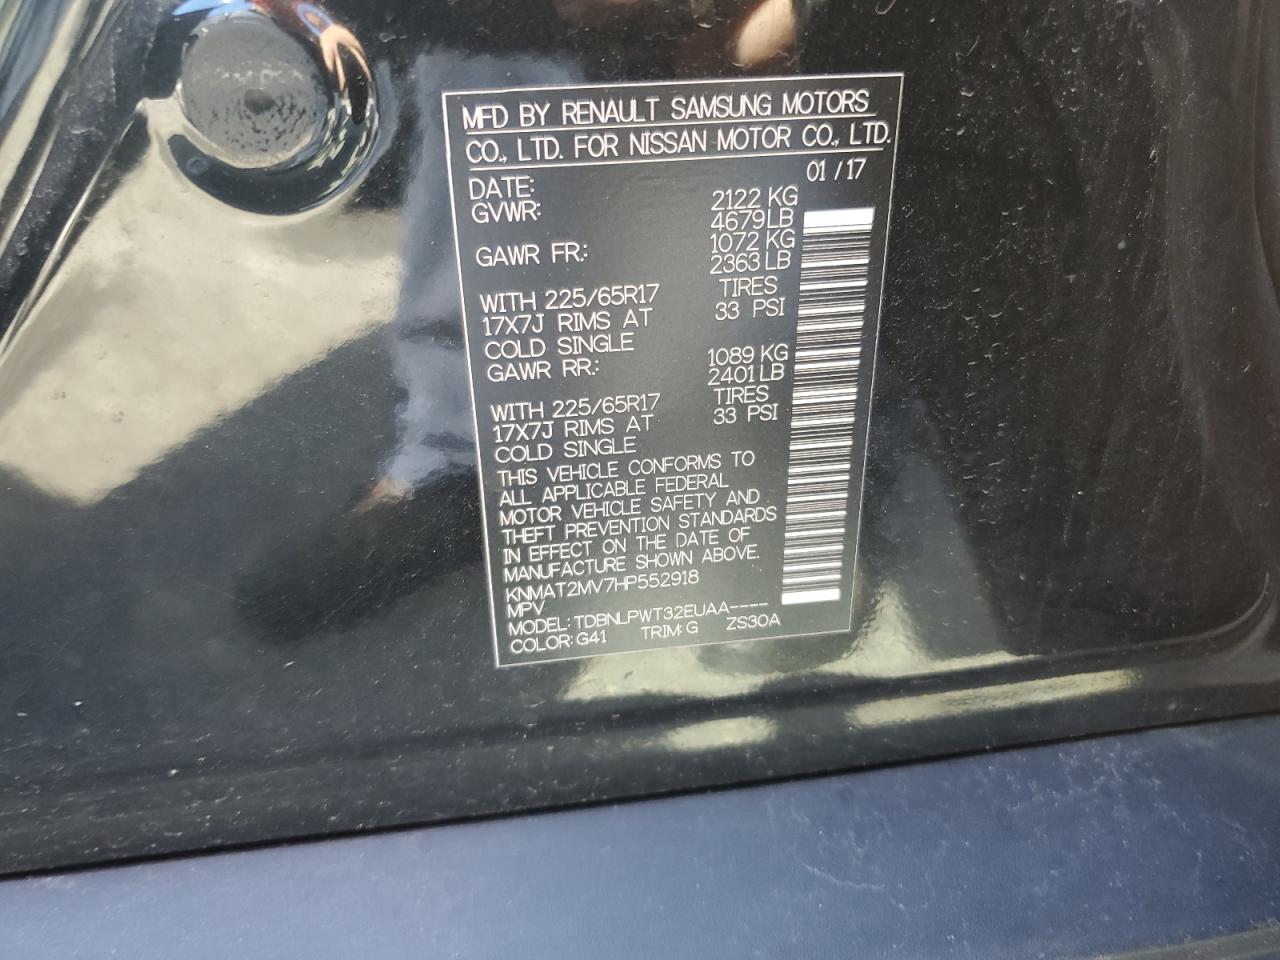 MFD BY RENAULT SAMSUNG MOTORS
CO., LTD. FOR NISSAN MOTOR CO., LTD.
DATE: 01 / 17
GVWR: 2122 KG
4679 LB
GAWR FR.: 1072 KG
2363 LB
WITH 225/65R17 TIRES
17X7J RIMS AT 33 PSI
COLD SINGLE
GAWR RR.: 1089 KG
2401 LB
WITH 225/65R17 TIRES
17X7J RIMS AT 33 PSI
COLD SINGLE
THIS VEHICLE CONFORMS TO
ALL APPLICABLE FEDERAL
MOTOR VEHICLE SAFETY AND
THEFT PREVENTION STANDARDS
IN EFFECT ON THE DATE OF
MANUFACTURE SHOWN ABOVE.
KNMAT2MV7HP552918
MPV
MODEL: TDBNLPWT32EUAA----
COLOR: G41 TRIM: G ZS30A